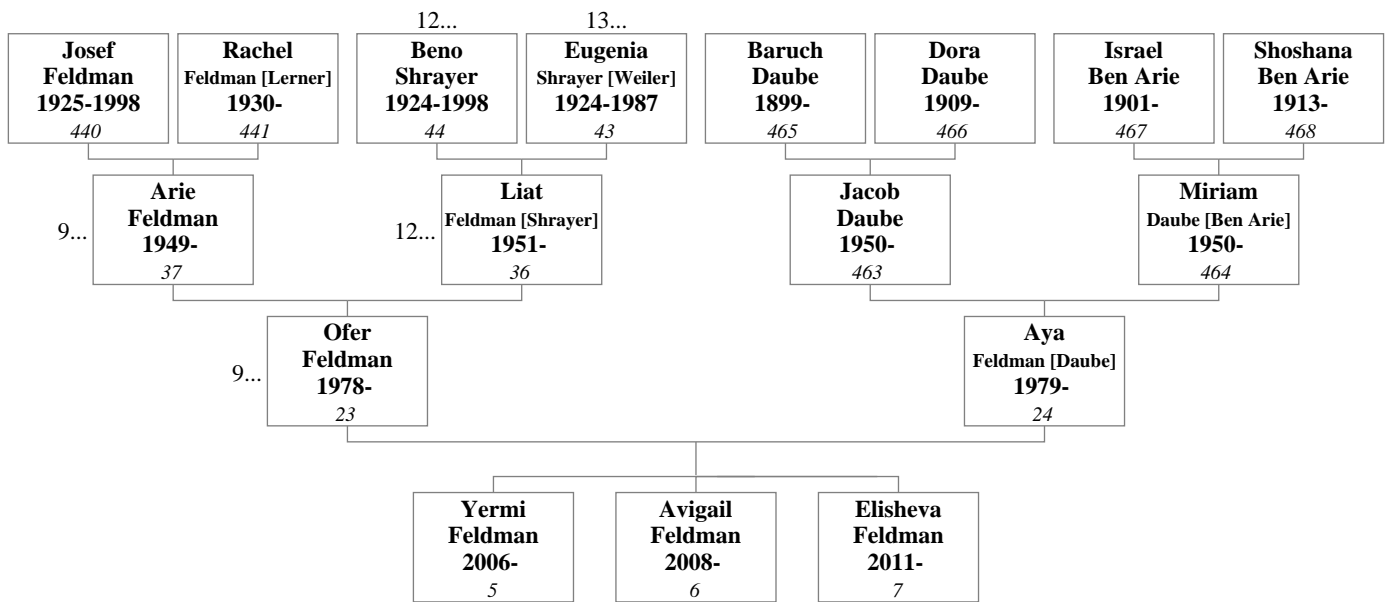 12...
13...
Josef
Feldman
1925-1998
440
Rachel
Feldman [Lerner]
1930-
441
Beno
Shrayer
1924-1998
44
Eugenia
Shrayer [Weiler]
1924-1987
43
Baruch
Daube
1899-
465
Dora
Daube
1909-
466
Israel
Ben Arie
1901-
467
Shoshana
Ben Arie
1913-
468
9...
Arie
Feldman
1949-
37
12...
Liat
Feldman [Shrayer]
1951-
36
Jacob
Daube
1950-
463
Miriam
Daube [Ben Arie]
1950-
464
9...
Ofer
Feldman
1978-
23
Aya
Feldman [Daube]
1979-
24
Yermi
Feldman
2006-
5
Avigail
Feldman
2008-
6
Elisheva
Feldman
2011-
7